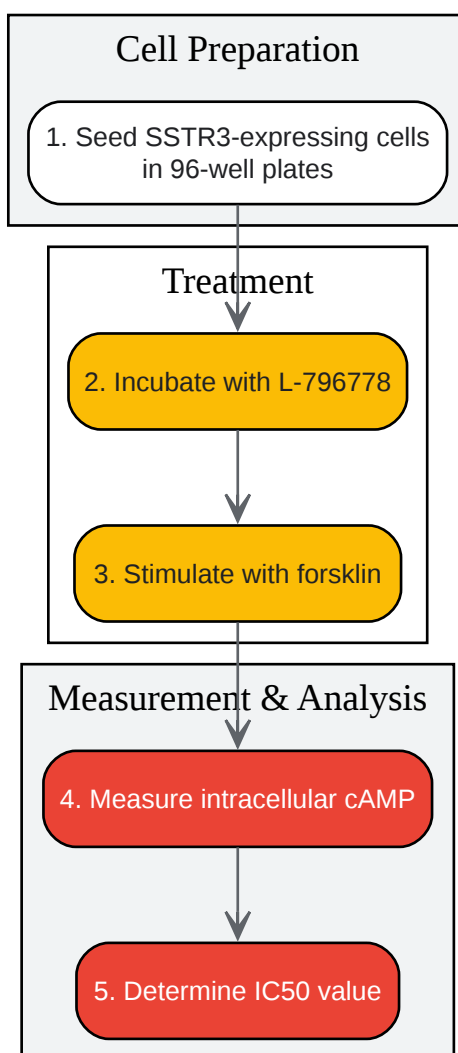 Cell Preparation
1. Seed SSTR3-expressing cells
in 96-well plates
Treatment
2. Incubate with L-796778
3. Stimulate with forsklin
Measurement & Analysis
4. Measure intracellular cAMP
5. Determine IC50 value